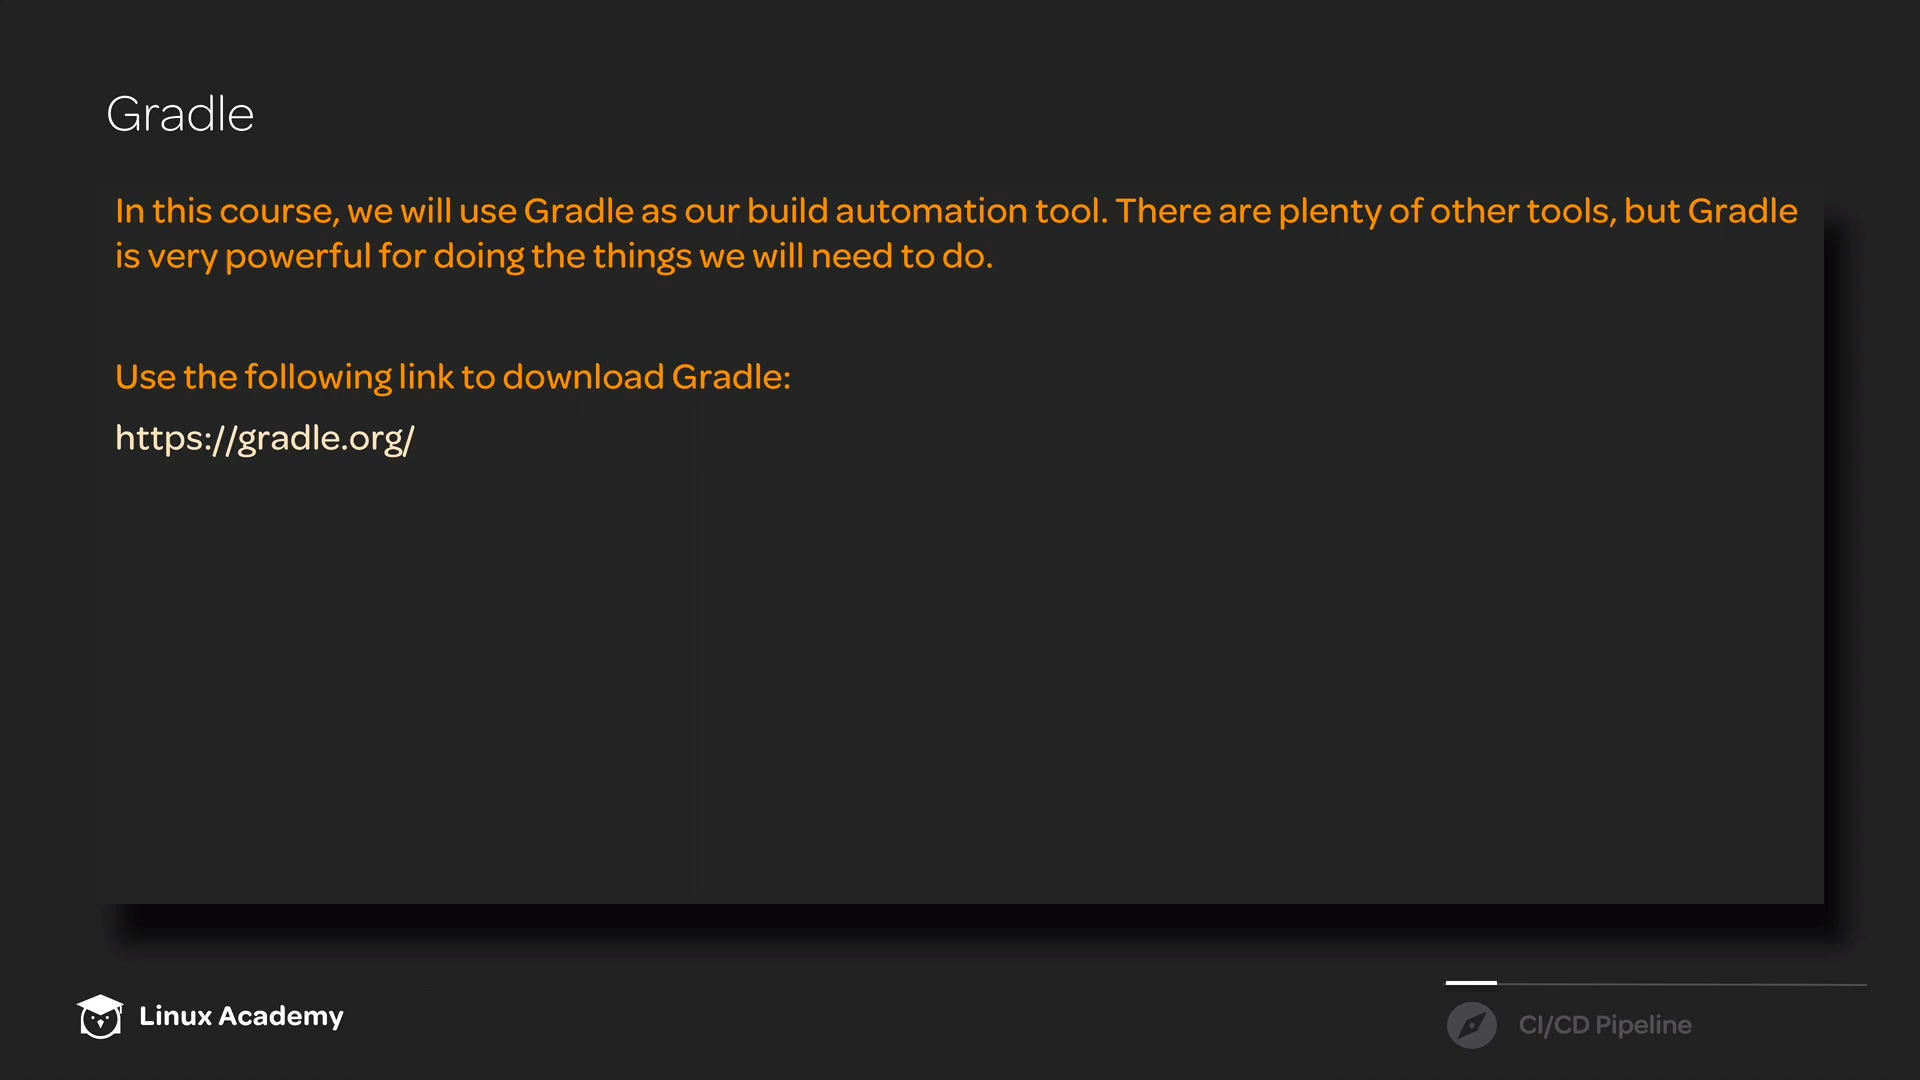 Gradle
In this course, we will use Gradle as our build automation tool. There are plenty of other tools, but Gradle
is very powerful for doing the things we will need to do.
Use the following link to download Gradle:
https://gradle.org/
Linux Academy
CI/CD Pipeline